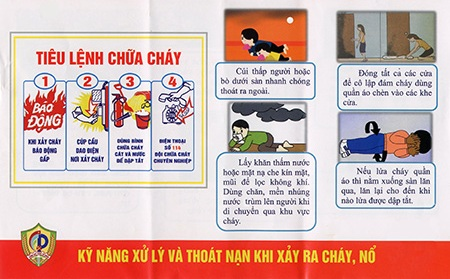 TIÊU LỆNH CHỮA CHÁY
1
2
3
4
BÁO
ĐỘNG
KHI XẢY CHÁY
BÁO ĐỘNG
GẤP
CÚP CẦU
DAO ĐIỆN
NƠI XẢY CHÁY
DÙNG BÌNH
CHỮA CHÁY
CÁT VÀ NƯỚC
ĐỂ DẬP TẮT
ĐIỆN THOẠI
SỐ 114
ĐỘI CHỮA CHÁY
CHUYÊN NGHIỆP
Cúi thấp người hoặc
bò dưới sàn nhanh chóng
thoát ra ngoài.
Đóng tất cả các cửa
để cô lập đám cháy dùng
quần áo chèn vào các khe
cửa.
Lấy khăn thấm nước
hoặc mặt nạ che kín mặt,
mũi để lọc không khí.
Dùng chăn, mền nhúng
nước trùm lên người khi
di chuyển qua khu vực
cháy.
Nếu lửa cháy quần
áo thì nằm xuống sàn lăn
qua, lăn lại cho đến khi
nào lửa được dập tắt.
KỸ NĂNG XỬ LÝ VÀ THOÁT NẠN KHI XẢY RA CHÁY, NỔ